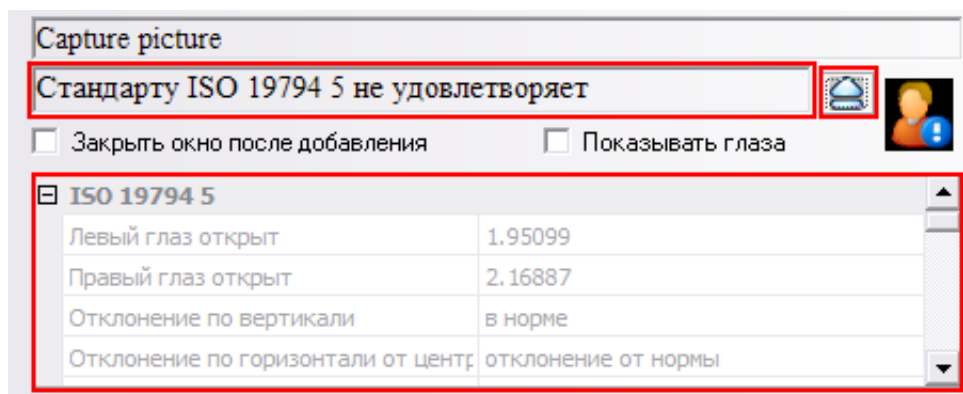 Capture picture
Стандарту ISO 19794 5 не удовлетворяет
Закрыть окно после добавления Показывать глаза
ISO 19794 5
Левый глаз открыт 1.95099
Правый глаз открыт 2.16887
Отклонение по вертикали в норме
Отклонение по горизонтали от центр отклонение от нормы